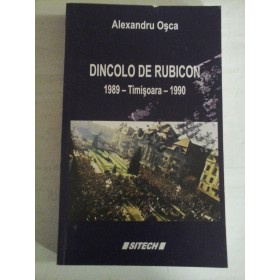 Alexandru Oşca
DINCOLO DE RUBICON
1989 – Timişoara – 1990
SITECH